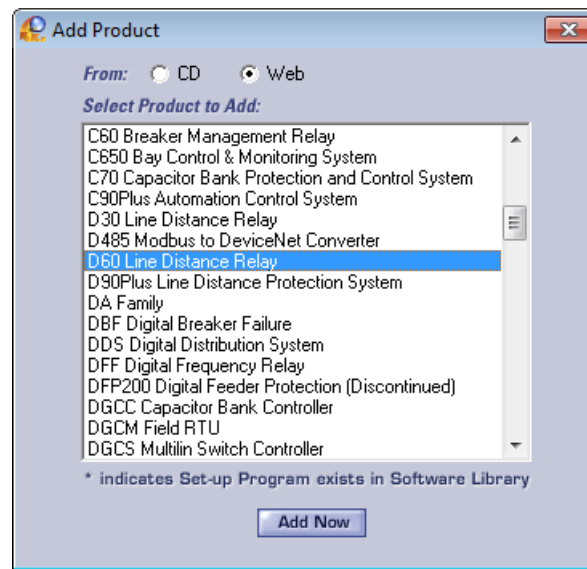 Add Product
From: CD Web
Select Product to Add:
C60 Breaker Management Relay
C650 Bay Control & Monitoring System
C70 Capacitor Bank Protection and Control System
C90Plus Automation Control System
D30 Line Distance Relay
D485 Modbus to DeviceNet Converter
D60 Line Distance Relay
D90Plus Line Distance Protection System
DA Family
DBF Digital Breaker Failure
DDS Digital Distribution System
DFF Digital Frequency Relay
DFP200 Digital Feeder Protection (Discontinued)
DGCC Capacitor Bank Controller
DGCM Field RTU
DGCS Multilin Switch Controller
* indicates Set-up Program exists in Software Library
Add Now